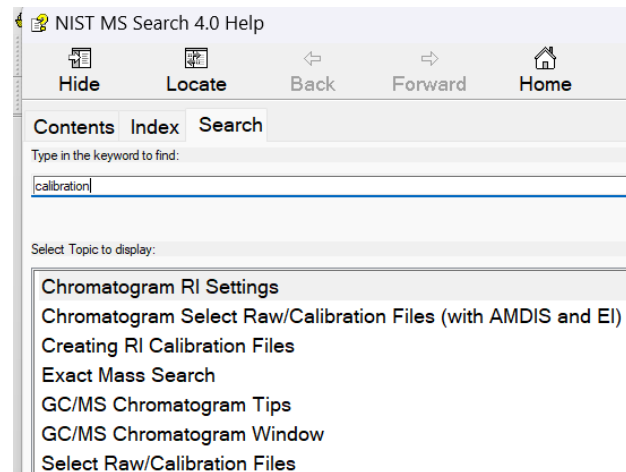 NIST MS Search 4.0 Help
Hide Locate Back Forward Home
Contents Index Search
Type in the keyword to find:
calibration
Select Topic to display:
Chromatogram RI Settings
Chromatogram Select Raw/Calibration Files (with AMDIS and EI)
Creating RI Calibration Files
Exact Mass Search
GC/MS Chromatogram Tips
GC/MS Chromatogram Window
Select Raw/Calibration Files